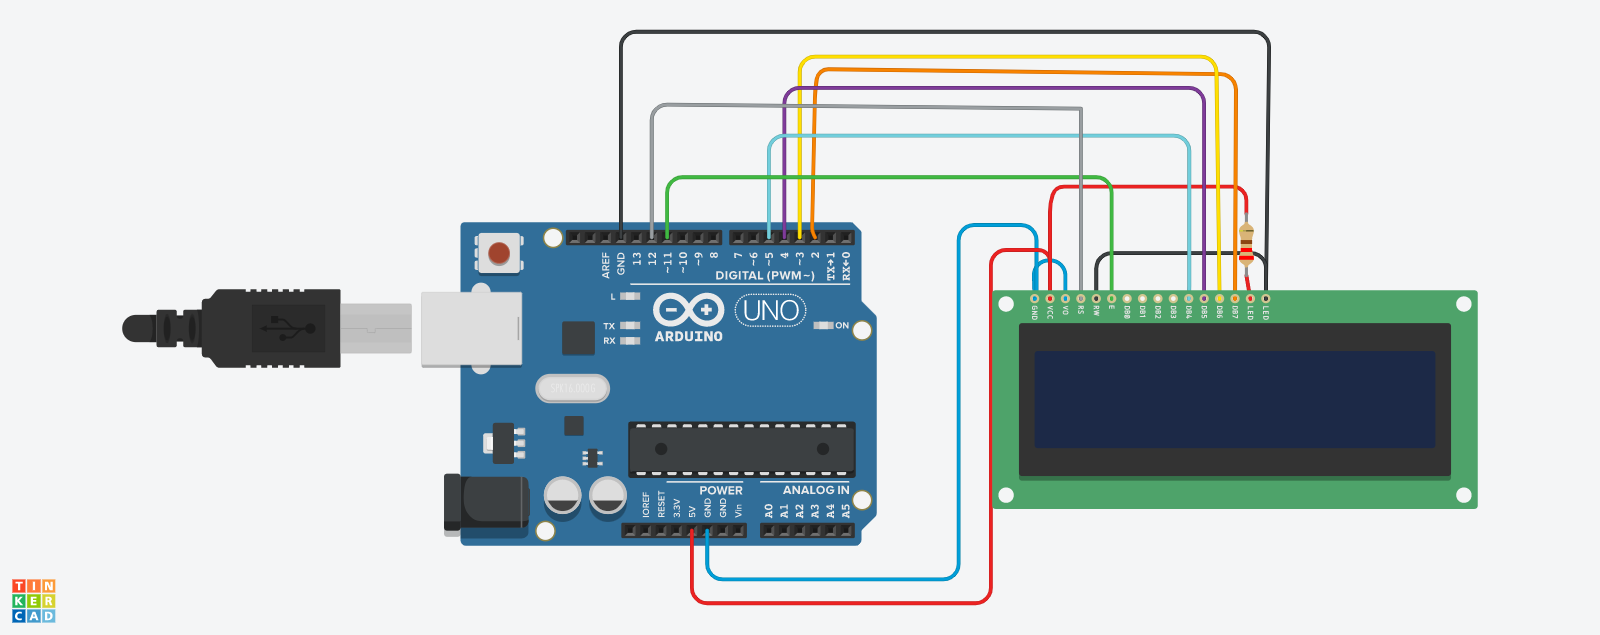 AREF
GND
13
12
~11
~10
~9
8
7
~6
~5
4
~3
2
TX→1
RX←0
DIGITAL (PWM~)
L
TX
RX
ARDUINO
UNO
ON
GND
VCC
V0
RS
RW
E
DB0
DB1
DB2
DB3
DB4
DB5
DB6
DB7
LED
LED
POWER
ANALOG IN
IOREF
RESET
3.3V
5V
GND
GND
Vin
A0
A1
A2
A3
A4
A5
TIN
KER
CAD